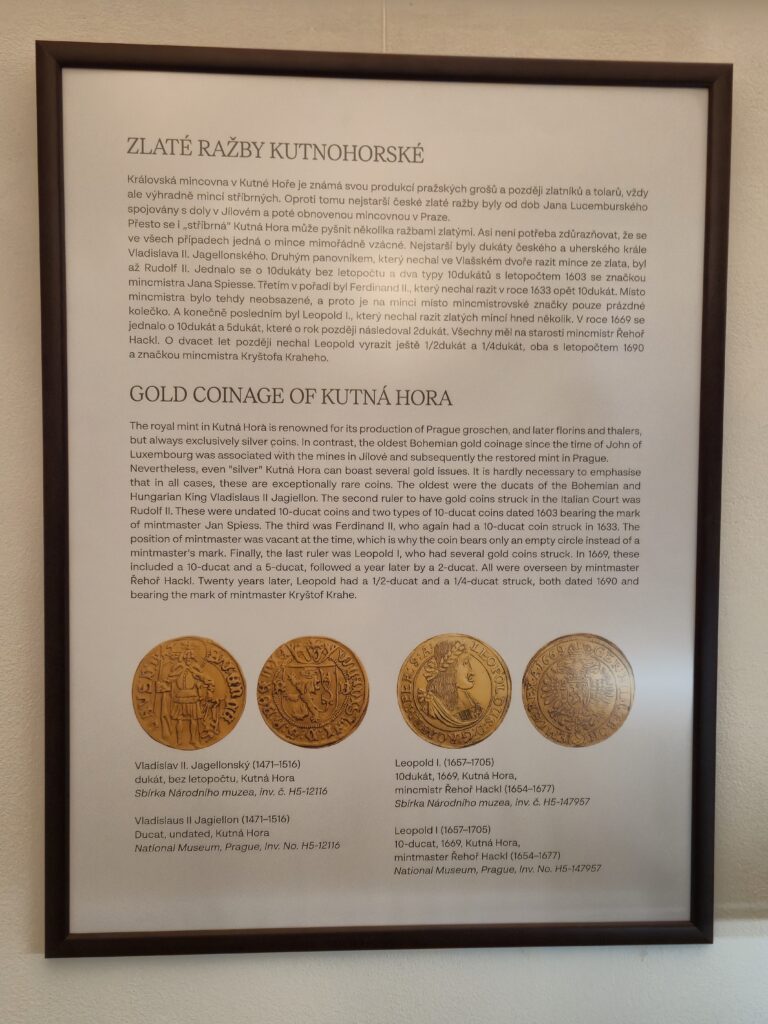 ZLATÉ RAŽBY KUTNOHORSKÉ
Královská mincovna v Kutné Hoře je známá svou produkcí pražských grošů a později zlatníků a tolarů, vždy
ale výhradně mincí stříbrných. Oproti tomu nejstarší české zlaté ražby jsou od dob Jana Lucemburského
spojovány s doly v Jílovém a poté obnovenou mincovnou v Praze.
Přesto se i „stříbrná“ Kutná Hora může pyšnit několika ražbami zlatými. Asi není potřeba zdůrazňovat, že se
ve všech případech jedná o mince mimořádně vzácné. Nejstarší byly dukáty českého a uherského krále
Vladislava II. Jagellonského. Druhým panovníkem, který nechal ve Vlašském dvoře razit mince ze zlata, byl
až Rudolf II. Jednalo se o 10dukáty bez letopočtu a dva typy 10dukátů s letopočtem 1603 se značkou
mincmistra Jana Spiesse. Třetím v pořadí byl Ferdinand II., který nechal razit v roce 1633 opět 10dukát. Místo
mincmistra bylo tehdy neobsazené, a proto je na minci místo mincmistrovské značky pouze prázdné
kolečko. A konečně posledním byl Leopold I., který nechal razit zlatých mincí hned několik. V roce 1669 se
jednalo o 10dukát a 5dukát, které o rok později následoval 2dukát. Všechny měl na starosti mincmistr Řehoř
Hackl. O dvacet let později nechal Leopold vyrazit ještě 1/2dukát a 1/4dukát, oba s letopočtem 1690
a značkou mincmistra Kryštofa Kraheho.
GOLD COINAGE OF KUTNÁ HORA
The royal mint in Kutná Hora is renowned for its production of Prague groschen, and later florins and thalers,
but always exclusively silver coins. In contrast, the oldest Bohemian gold coinage since the time of John of
Luxembourg was associated with the mines in Jílové and subsequently the restored mint in Prague.
Nevertheless, even "silver" Kutná Hora can boast several gold issues. It is hardly necessary to emphasise
that in all cases, these are exceptionally rare coins. The oldest were the ducats of the Bohemian and
Hungarian King Vladislaus II Jagiellon. The second ruler to have gold coins struck in the Italian Court was
Rudolf II. These were undated 10-ducat coins and two types of 10-ducat coins dated 1603 bearing the mark
of mintmaster Jan Spiess. The third was Ferdinand II, who again had a 10-ducat coin struck in 1633. The
position of mintmaster was vacant at the time, which is why the coin bears only an empty circle instead of a
mintmaster's mark. Finally, the last ruler was Leopold I, who had several gold coins struck. In 1669, these
included a 10-ducat and a 5-ducat, followed a year later by a 2-ducat. All were overseen by mintmaster
Řehoř Hackl. Twenty years later, Leopold had a 1/2-ducat and a 1/4-ducat struck, both dated 1690 and
bearing the mark of mintmaster Kryštof Krahe.
Vladislav II. Jagellonský (1471–1516)
dukát, bez letopočtu, Kutná Hora
Sbírka Národního muzea, inv. č. H5-12116
Vladislaus II Jagiellon (1471–1516)
Ducat, undated, Kutná Hora
National Museum, Prague, Inv. No. H5-12116
Leopold I. (1657–1705)
10dukát, 1669, Kutná Hora,
mincmistr Řehoř Hackl (1654–1677)
Sbírka Národního muzea, inv. č. H5-147957
Leopold I (1657–1705)
10-ducat, 1669, Kutná Hora,
mintmaster Řehoř Hackl (1654–1677)
National Museum, Prague, Inv. No. H5-147957